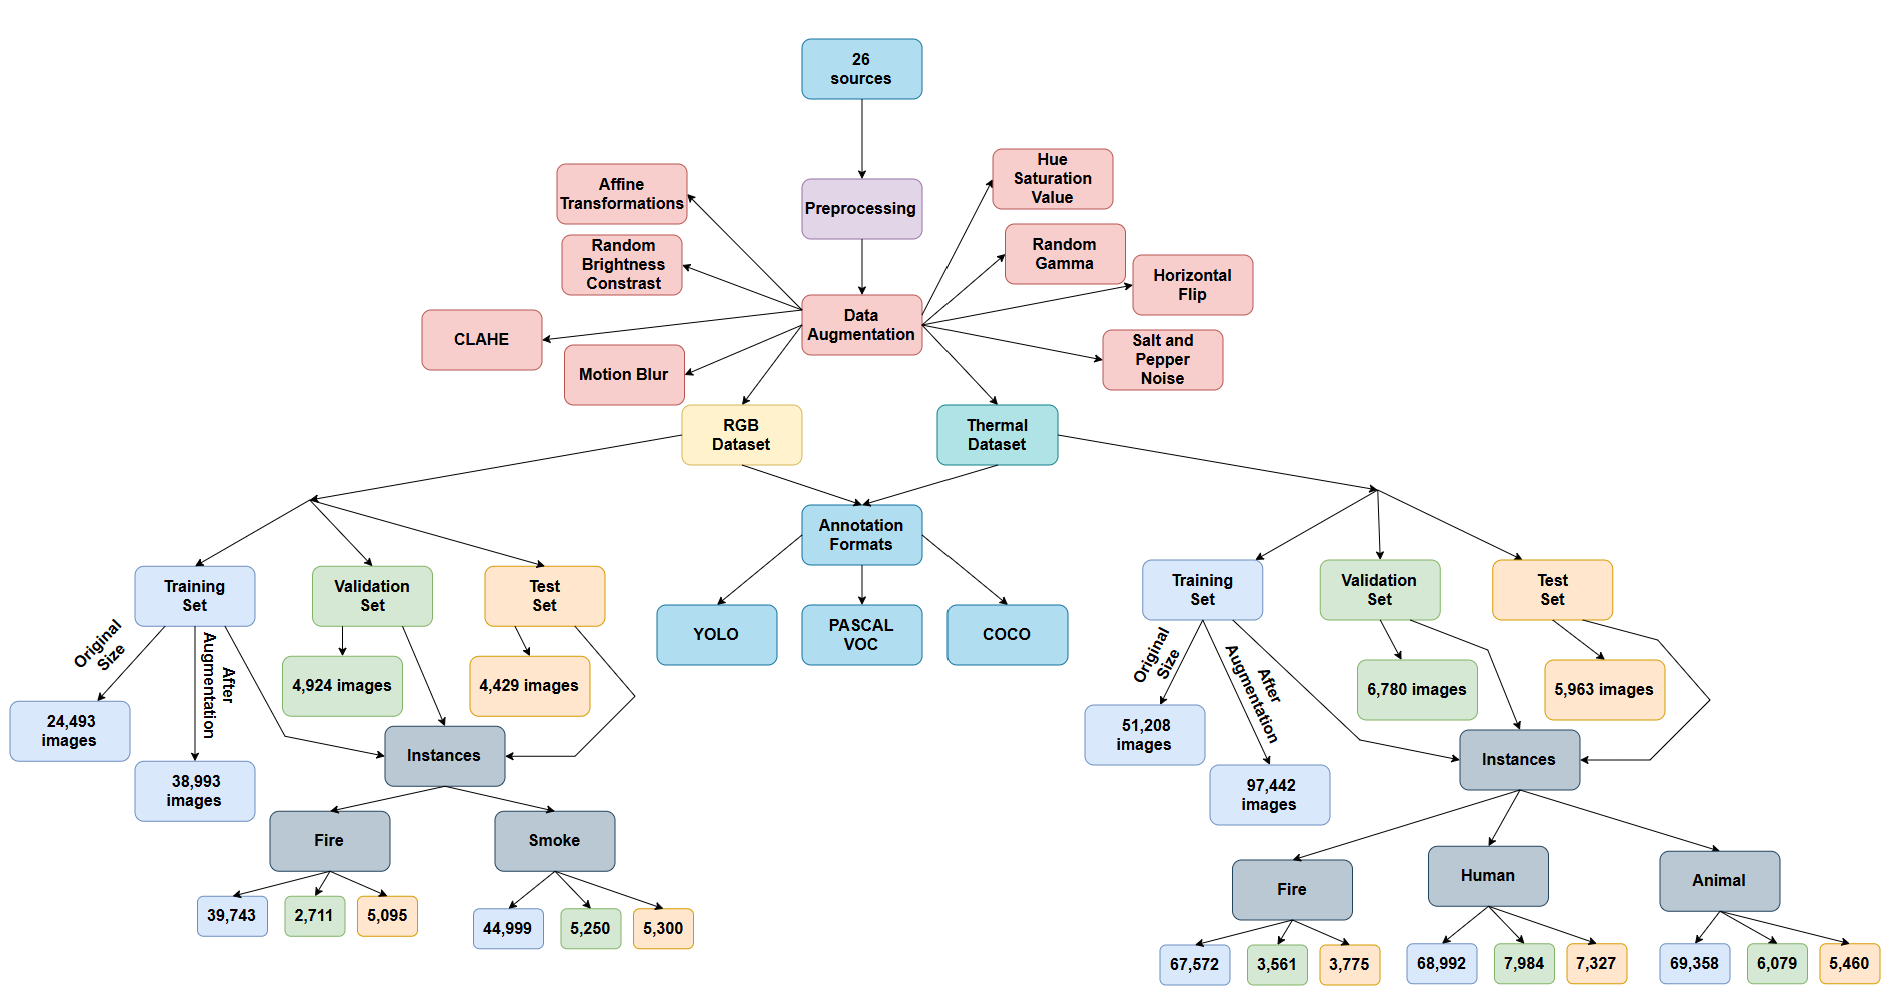 26
sources
Preprocessing
Affine
Transformations
Random
Brightness
Constrast
CLAHE
Motion Blur
Data
Augmentation
Hue
Saturation
Value
Random
Gamma
Horizontal
Flip
Salt and
Pepper
Noise
RGB
Dataset
Thermal
Dataset
Annotation
Formats
YOLO
PASCAL
VOC
COCO
Training
Set
Validation
Set
Test
Set
Original
Size
After
Augmentation
24,493
images
38,993
images
4,924 images
4,429 images
Instances
Fire
Smoke
39,743
2,711
5,095
44,999
5,250
5,300
Training
Set
Validation
Set
Test
Set
Original
Size
After
Augmentation
51,208
images
97,442
images
6,780 images
5,963 images
Instances
Fire
Human
Animal
67,572
3,561
3,775
68,992
7,984
7,327
69,358
6,079
5,460